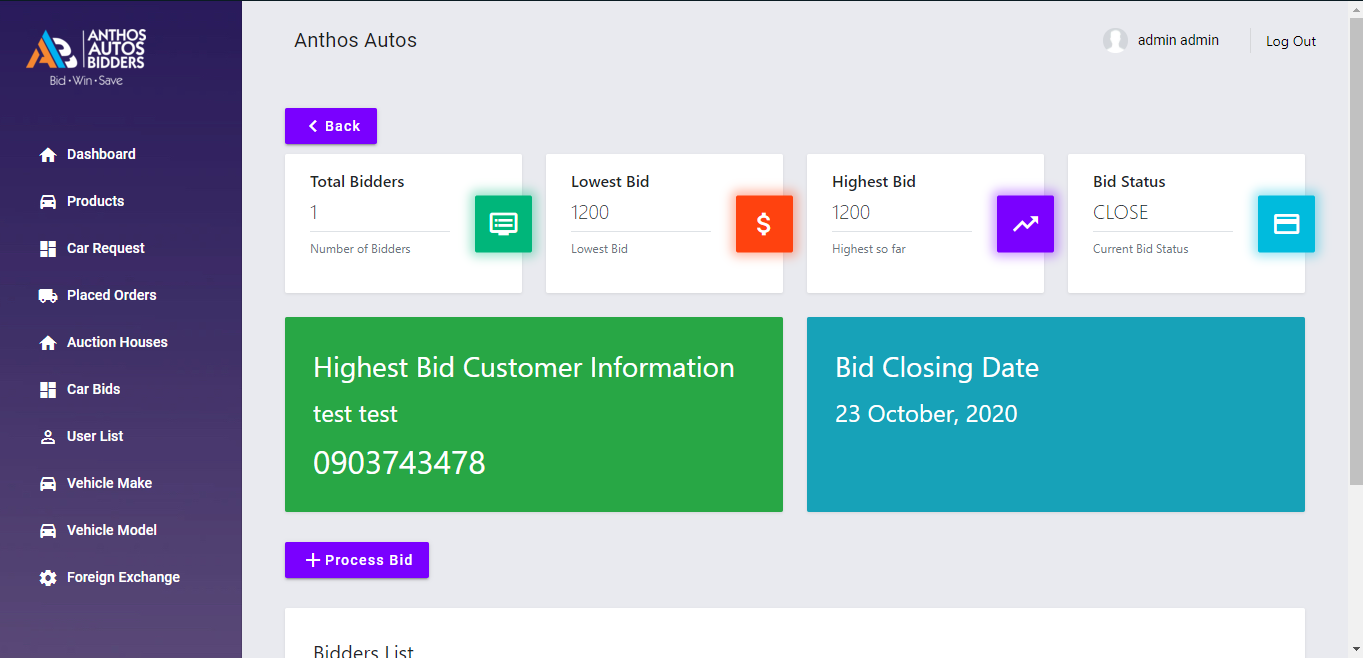 ANTHOS
AUTOS
BIDDERS
Bid • Win • Save
Dashboard
Products
Car Request
Placed Orders
Auction Houses
Car Bids
User List
Vehicle Make
Vehicle Model
Foreign Exchange
Anthos Autos
admin admin
Log Out
Back
Total Bidders
1
Number of Bidders
Lowest Bid
1200
Lowest Bid
$
Highest Bid
1200
Highest so far
Bid Status
CLOSE
Current Bid Status
Highest Bid Customer Information
test test
0903743478
Bid Closing Date
23 October, 2020
Process Bid
Bidders List